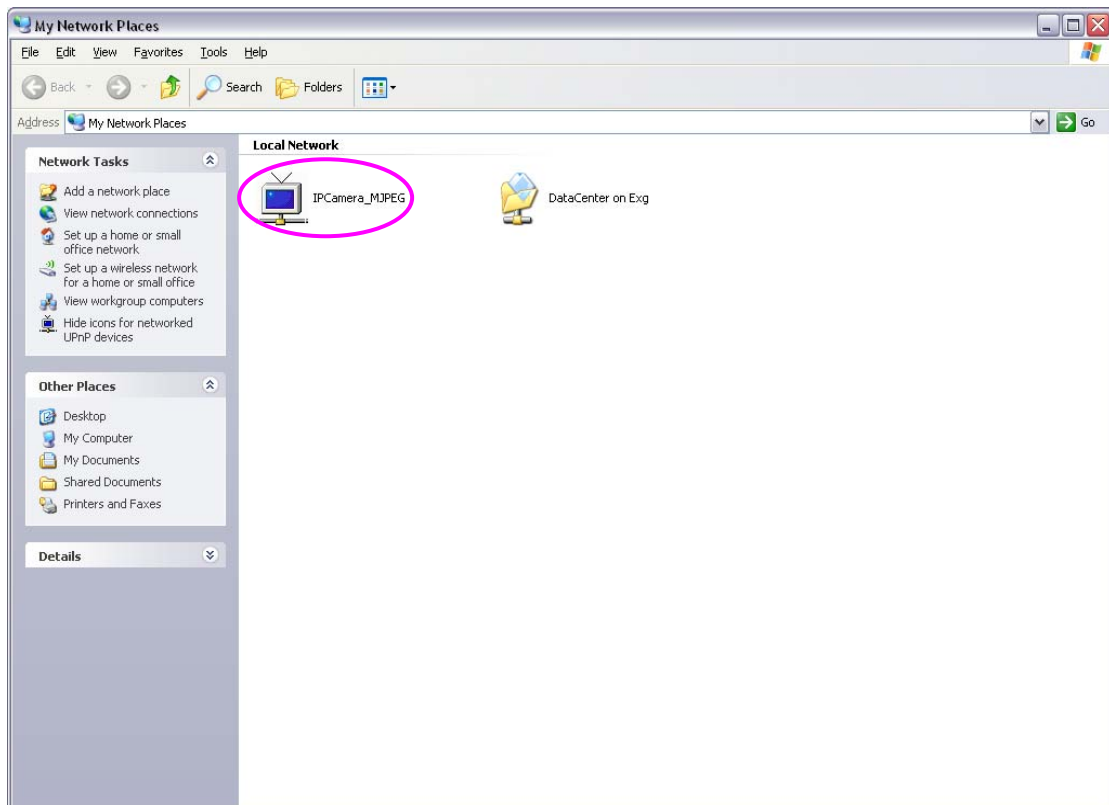 My Network Places
File Edit View Favorites Tools Help
Back Search Folders
Address My Network Places Go
Network Tasks
Add a network place
View network connections
Set up a home or small
office network
Set up a wireless network
for a home or small office
View workgroup computers
Hide icons for networked
UPnP devices
Other Places
Desktop
My Computer
My Documents
Shared Documents
Printers and Faxes
Details
Local Network
IPCamera_MJPEG
DataCenter on Exg